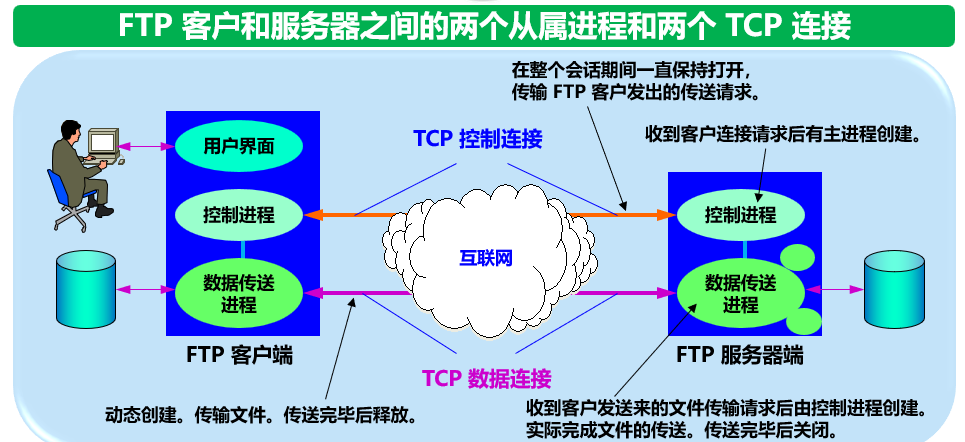 FTP 客户和服务器之间的两个从属进程和两个 TCP 连接
在整个会话期间一直保持打开，
传输 FTP 客户发出的传送请求。
TCP 控制连接
收到客户连接请求后有主进程创建。
用户界面
控制进程
控制进程
互联网
数据传送
进程
数据传送
进程
FTP 客户端
FTP 服务器端
TCP 数据连接
动态创建。传输文件。传送完毕后释放。
收到客户发送来的文件传输请求后由控制进程创建。
实际完成文件的传送。传送完毕后关闭。